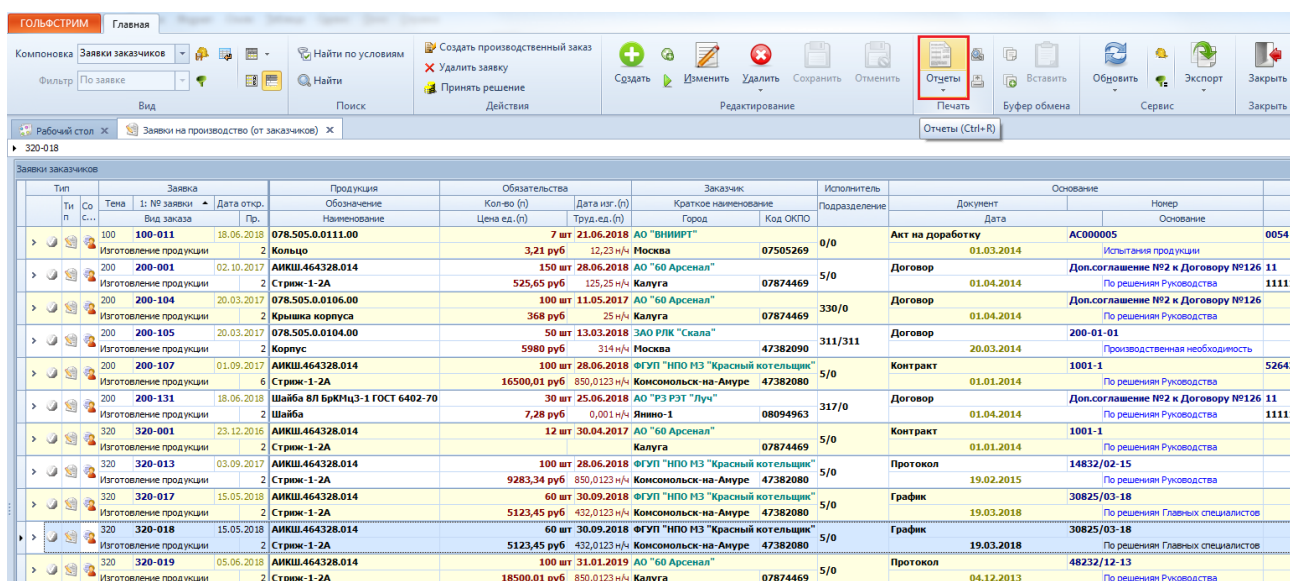 ГОЛЬФСТРИМ Главная
Компоновка Заявки заказчиков Найти по условиям Создать производственный заказ
Удалить заявку
Фильтр По заявке Найти Принять решение Создать Изменить Удалить Сохранить Отменить Отчеты Вставить Обновить Экспорт Закрыть
Вид Поиск Действия Редактирование Печать Буфер обмена Сервис Закрыть
Рабочий стол Заявки на производство (от заказчиков) Отчеты (Ctrl+R)
320-018
Заявки заказчиков
Тип Заявка Продукция Обязательства Заказчик Исполнитель Основание
Ти п Со с... Тема 1: № заявки Дата откр. Обозначение Кол-во (п) Дата изг.(п) Краткое наименование Подразделение Документ Номер
Вид заказа Пр. Наименование Цена ед.(п) Труд.ед.(п) Город Код ОКПО Дата Основание
100 100-011 18.06.2018 078.505.0.0111.00 7 шт 21.06.2018 АО "ВНИИРТ" 0/0 Акт на доработку АС000005 0054
Изготовление продукции 2 Кольцо 3,21 руб 12,23 н/ч Москва 07505269 01.03.2014 Испытания продукции
200 200-001 02.10.2017 АИКШ.464328.014 150 шт 28.06.2018 АО "60 Арсенал" 5/0 Договор Доп.соглашение №2 к Договору №126 11
Изготовление продукции 2 Стриж-1-2А 525,65 руб 125,25 н/ч Калуга 07874469 01.04.2014 По решениям Руководства 1111
200 200-104 20.03.2017 078.505.0.0106.00 100 шт 11.05.2017 АО "60 Арсенал" 330/0 Договор Доп.соглашение №2 к Договору №126
Изготовление продукции 2 Крышка корпуса 368 руб 25 н/ч Калуга 07874469 01.04.2014 По решениям Руководства
200 200-105 20.03.2017 078.505.0.0104.00 50 шт 13.03.2018 ЗАО РЛК "Скала" 311/311 Договор 200-01-01
Изготовление продукции 2 Корпус 5980 руб 314 н/ч Москва 47382090 20.03.2014 Производственная необходимость
200 200-107 01.09.2017 АИКШ.464328.014 100 шт 28.06.2018 ФГУП "НПО МЗ "Красный котельщик" 5/0 Контракт 1001-1 5264
Изготовление продукции 6 Стриж-1-2А 16500,01 руб 850,0123 н/ч Комсомольск-на-Амуре 47382080 01.01.2014 По решениям Руководства
200 200-131 18.06.2018 Шайба 8Л БрКМц3-1 ГОСТ 6402-70 30 шт 25.06.2018 АО "РЗ РЭТ "Луч" 317/0 Договор Доп.соглашение №2 к Договору №126 11
Изготовление продукции 2 Шайба 7,28 руб 0,001 н/ч Янино-1 08094963 01.04.2014 По решениям Руководства 1111
320 320-001 23.12.2016 АИКШ.464328.014 12 шт 30.04.2017 АО "60 Арсенал" 5/0 Контракт 1001-1
Изготовление продукции 2 Стриж-1-2А Калуга 07874469 01.01.2014 По решениям Руководства
320 320-013 03.09.2017 АИКШ.464328.014 100 шт 28.06.2018 ФГУП "НПО МЗ "Красный котельщик" 5/0 Протокол 14832/02-15
Изготовление продукции 2 Стриж-1-2А 9283,34 руб 850,0123 н/ч Комсомольск-на-Амуре 47382080 19.02.2015 По решениям Руководства
320 320-017 15.05.2018 АИКШ.464328.014 60 шт 30.09.2018 ФГУП "НПО МЗ "Красный котельщик" 5/0 График 30825/03-18
Изготовление продукции 2 Стриж-1-2А 5123,45 руб 432,0123 н/ч Комсомольск-на-Амуре 47382080 19.03.2018 По решениям Главных специалистов
320 320-018 15.05.2018 АИКШ.464328.014 60 шт 30.09.2018 ФГУП "НПО МЗ "Красный котельщик" 5/0 График 30825/03-18
Изготовление продукции 2 Стриж-1-2А 5123,45 руб 432,0123 н/ч Комсомольск-на-Амуре 47382080 19.03.2018 По решениям Главных специалистов
320 320-019 05.06.2018 АИКШ.464328.014 100 шт 31.01.2019 АО "60 Арсенал" 5/0 Протокол 48232/12-13
Изготовление продукции 2 Стриж-1-2А 18500,01 руб 850,0123 н/ч Калуга 07874469 04.12.2013 По решениям Руководства